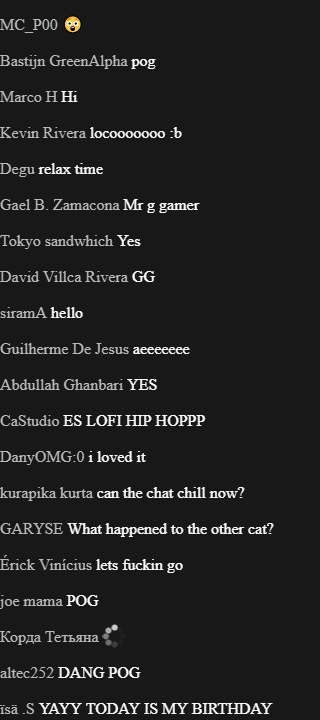 MC_P00 😲
Bastijn GreenAlpha pog
Marco H Hi
Kevin Rivera locooooooo :b
Degu relax time
Gael B. Zamacona Mr g gamer
Tokyo sandwhich Yes
David Villca Rivera GG
siramA hello
Guilherme De Jesus aeeeeeee
Abdullah Ghanbari YES
CaStudio ES LOFI HIP HOPPP
DanyOMG:0 i loved it
kurapika kurta can the chat chill now?
GARYSE What happened to the other cat?
Érick Vinícius lets fuckin go
joe mama POG
Корда Тетьяна
altec252 DANG POG
ïsä .S YAYY TODAY IS MY BIRTHDAY